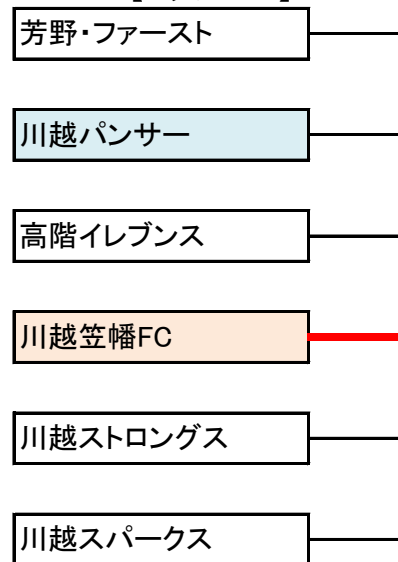 芳野・ファースト
川越パンサー
高階イレブンス
川越笠幡FC
川越ストロングス
川越スパークス